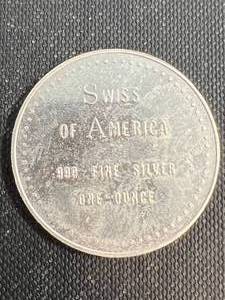 SWISS
OF AMERICA
999 FINE SILVER
ONE OUNCE